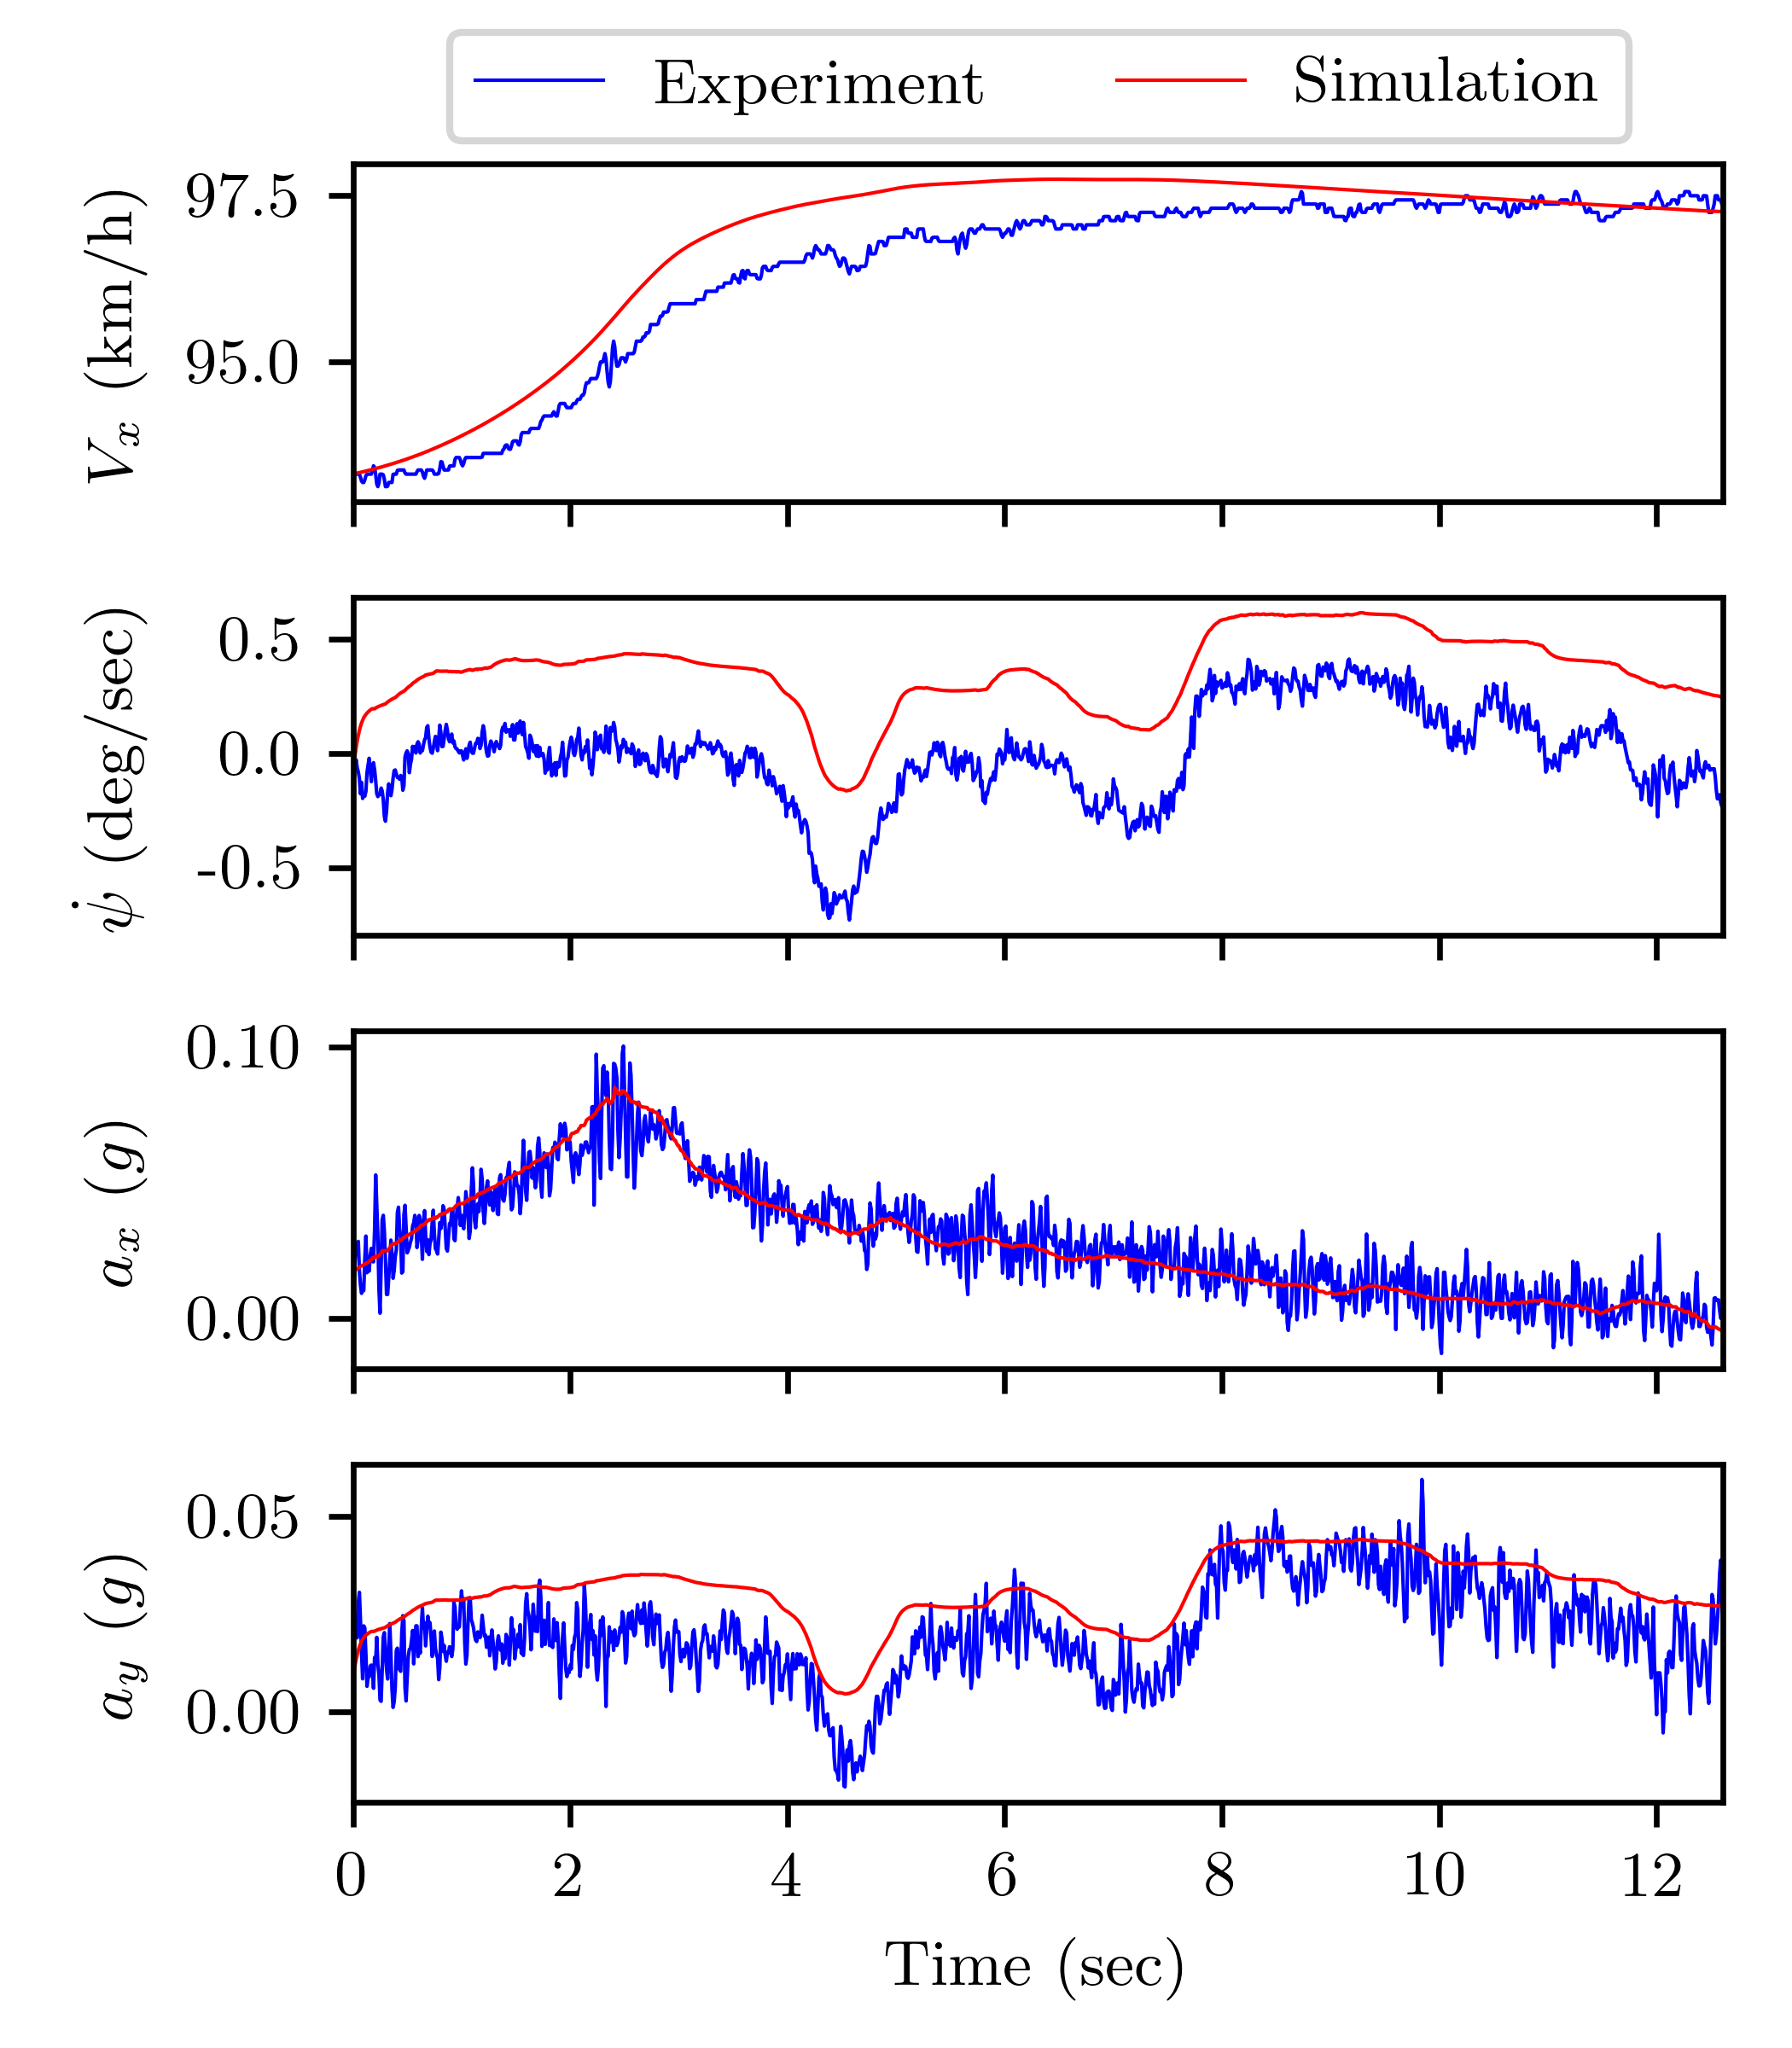 Experiment Simulation
V_x (km/h)
97.5
95.0
ψ̇ (deg/sec)
0.5
0.0
-0.5
a_x (g)
0.10
0.00
a_y (g)
0.05
0.00
0 2 4 6 8 10 12
Time (sec)